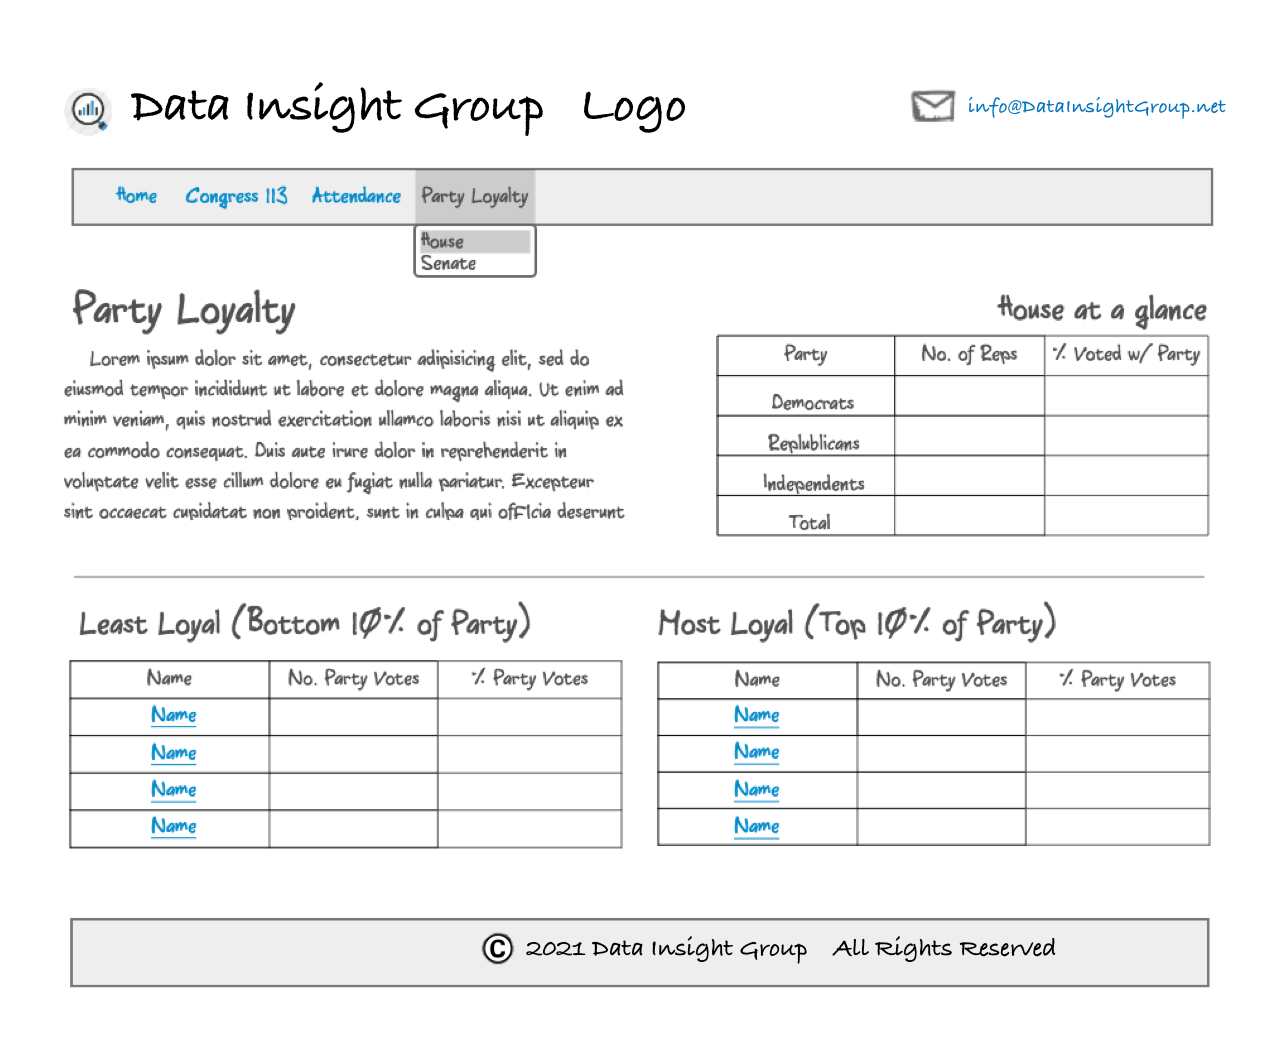 Data Insight Group Logo
info@DataInsightGroup.net
Home Congress 113 Attendance Party Loyalty
House
Senate
Party Loyalty
Lorem ipsum dolor sit amet, consectetur adipisicing elit, sed do
eiusmod tempor incididunt ut labore et dolore magna aliqua. Ut enim ad
minim veniam, quis nostrud exercitation ullamco laboris nisi ut aliquip ex
ea commodo consequat. Duis aute irure dolor in reprehenderit in
voluptate velit esse cillum dolore eu fugiat nulla pariatur. Excepteur
sint occaecat cupidatat non proident, sunt in culpa qui officia deserunt
House at a glance
Party No. of Reps % Voted w/ Party
Democrats
Replublicans
Independents
Total
Least Loyal (Bottom 10% of Party)
Name No. Party Votes % Party Votes
Name
Name
Name
Name
Most Loyal (Top 10% of Party)
Name No. Party Votes % Party Votes
Name
Name
Name
Name
© 2021 Data Insight Group All Rights Reserved